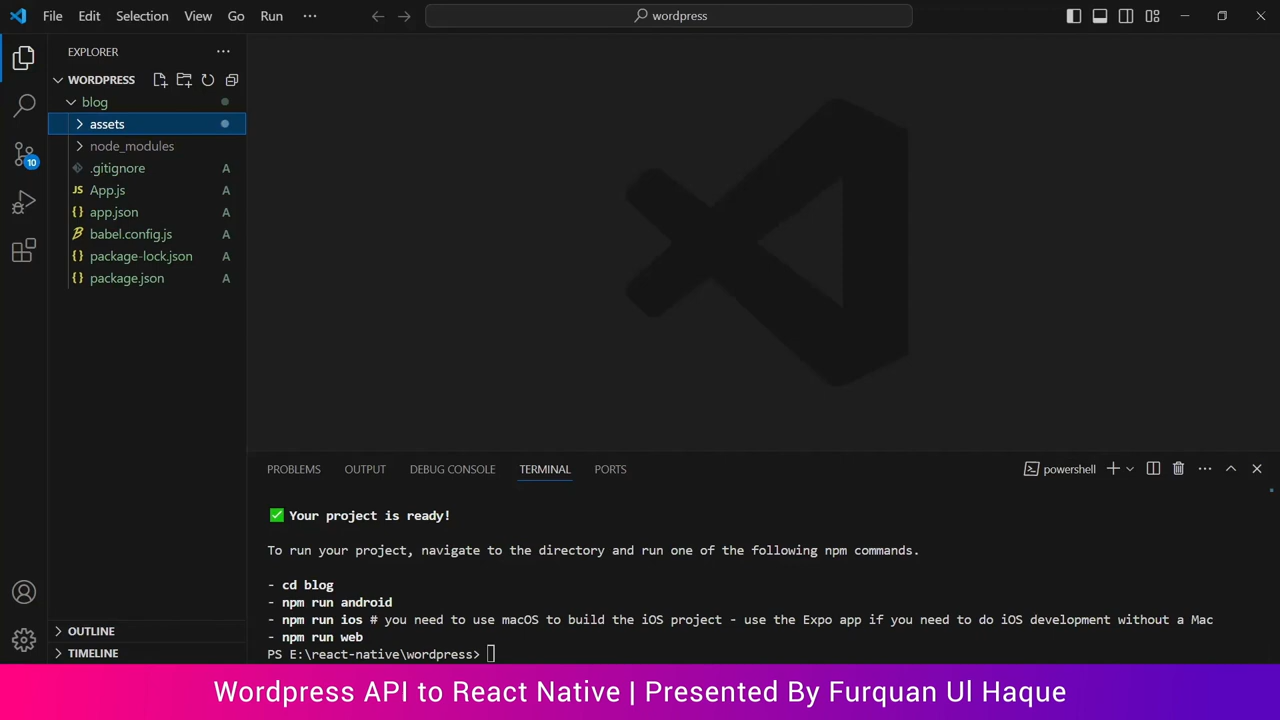 File Edit Selection View Go Run ···
wordpress
EXPLORER
WORDPRESS
blog
assets
node_modules
.gitignore A
JS App.js A
{} app.json A
babel.config.js A
{} package-lock.json A
{} package.json A
10
OUTLINE
TIMELINE
PROBLEMS OUTPUT DEBUG CONSOLE TERMINAL PORTS
powershell
✅ Your project is ready!
To run your project, navigate to the directory and run one of the following npm commands.
- cd blog
- npm run android
- npm run ios # you need to use macOS to build the iOS project - use the Expo app if you need to do iOS development without a Mac
- npm run web
PS E:\react-native\wordpress>
Wordpress API to React Native | Presented By Furquan Ul Haque